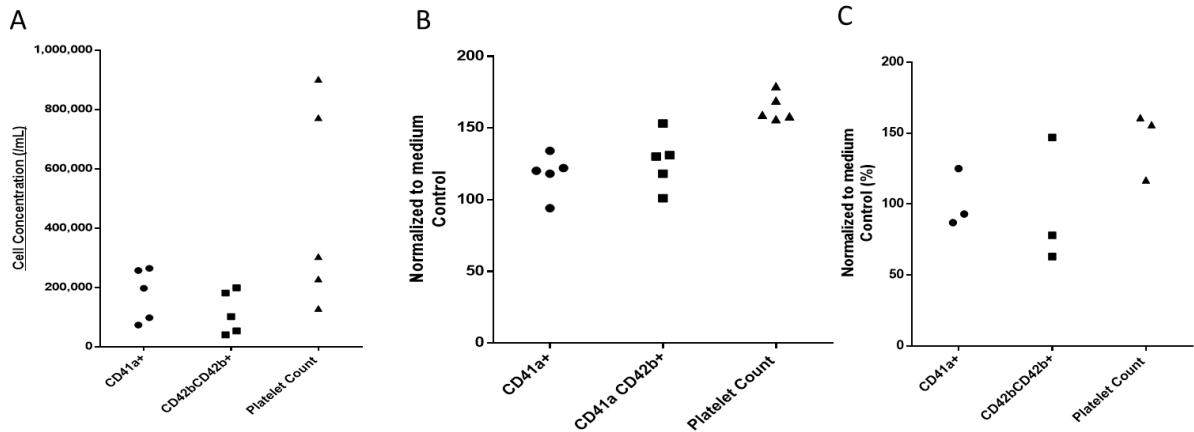 A
Cell Concentration (/mL)
1,000,000
800,000
600,000
400,000
200,000
0
CD41a+
CD42bCD42b+
Platelet Count
B
Normalized to medium
Control
200
150
100
50
0
CD41a+
CD41a CD42b+
Platelet Count
C
Normalized to medium
Control (%)
200
150
100
50
0
CD41a+
CD42bCD42b+
Platelet Count